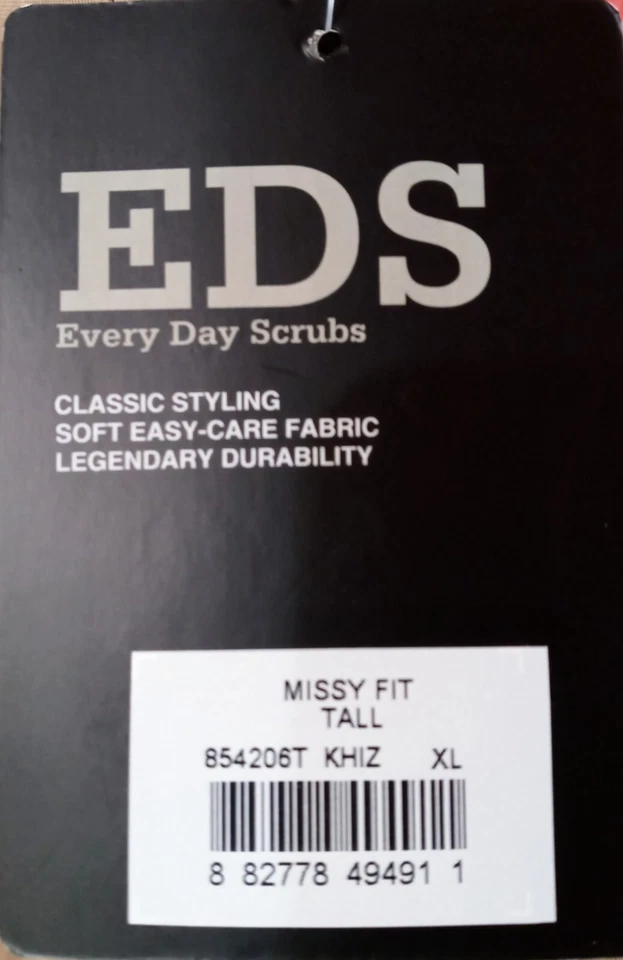 EDS
Every Day Scrubs
CLASSIC STYLING
SOFT EASY-CARE FABRIC
LEGENDARY DURABILITY
MISSY FIT
TALL
854206T KHIZ XL
8 82778 49491 1